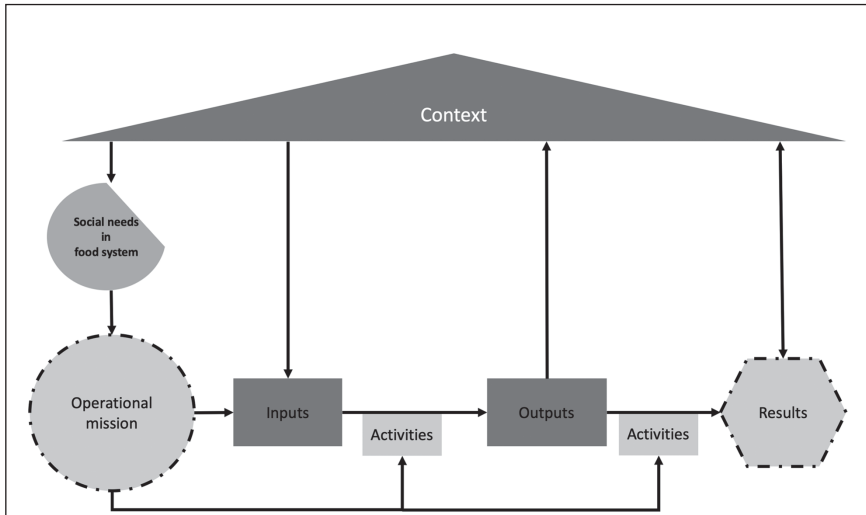 Context
Social needs
in
food system
Operational
mission
Inputs
Activities
Outputs
Activities
Results